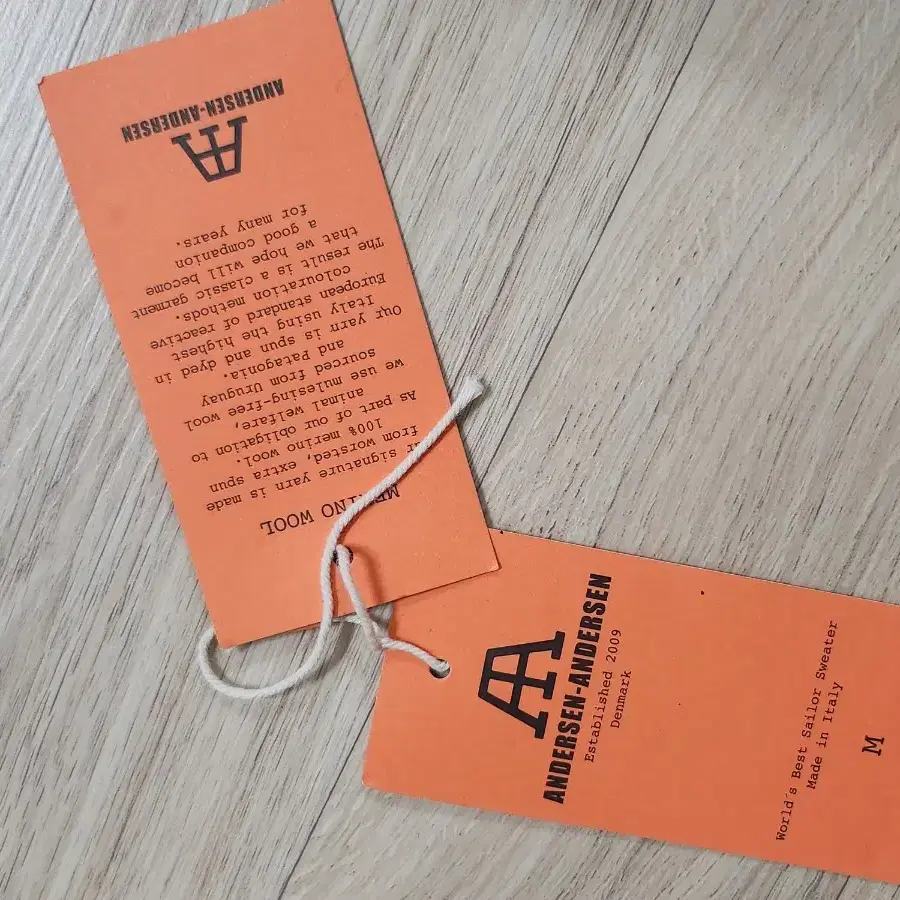 MERINO WOOL
Our signature yarn is made
from worsted, extra spun
100% merino wool.
As part of our obligation to
animal welfare,
we use mulesing-free wool
sourced from Uruguay
and Patagonia.
Our yarn is spun and dyed in
Italy using the highest
European standard of reactive
colouration methods.
The result is a classic garment
that we hope will become
a good companion
for many years.
AA
ANDERSEN-ANDERSEN
AA
ANDERSEN-ANDERSEN
Established 2009
Denmark
World's Best Sailor Sweater
Made in Italy
M